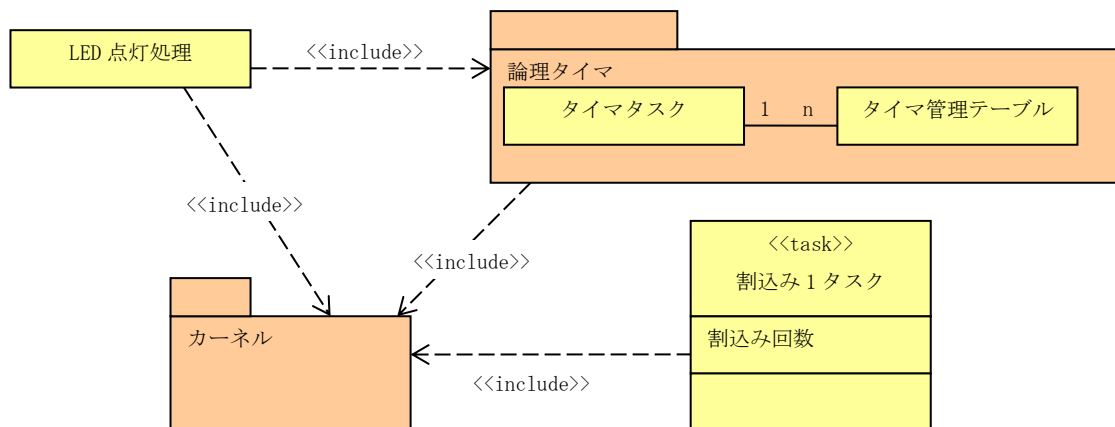 LED 点灯処理
<<include>>
論理タイマ
タイマタスク
1 n
タイマ管理テーブル
<<include>>
<<include>>
<<task>>
割込み 1 タスク
カーネル
割込み回数
<<include>>